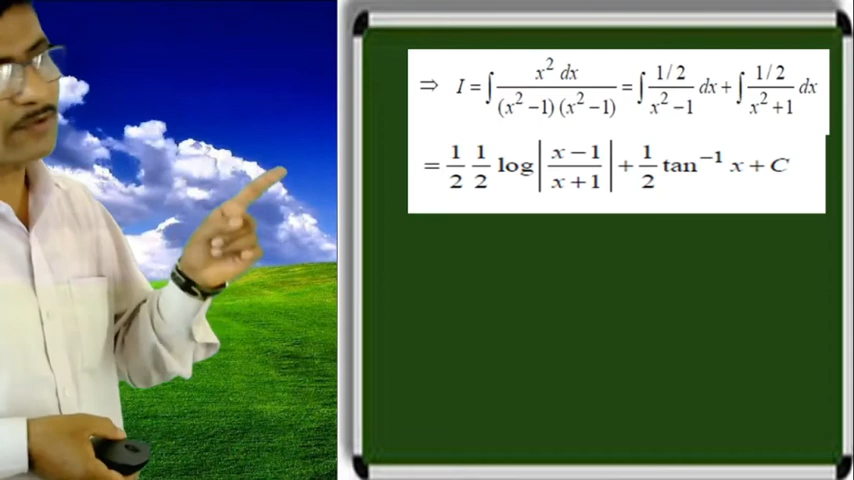 ⇒ I = ∫ x² dx / (x² −1) (x² −1) = ∫ 1/2 / x² −1 dx + ∫ 1/2 / x² +1 dx
= 1/2 1/2 log | x −1 / x +1 | + 1/2 tan⁻¹ x + C